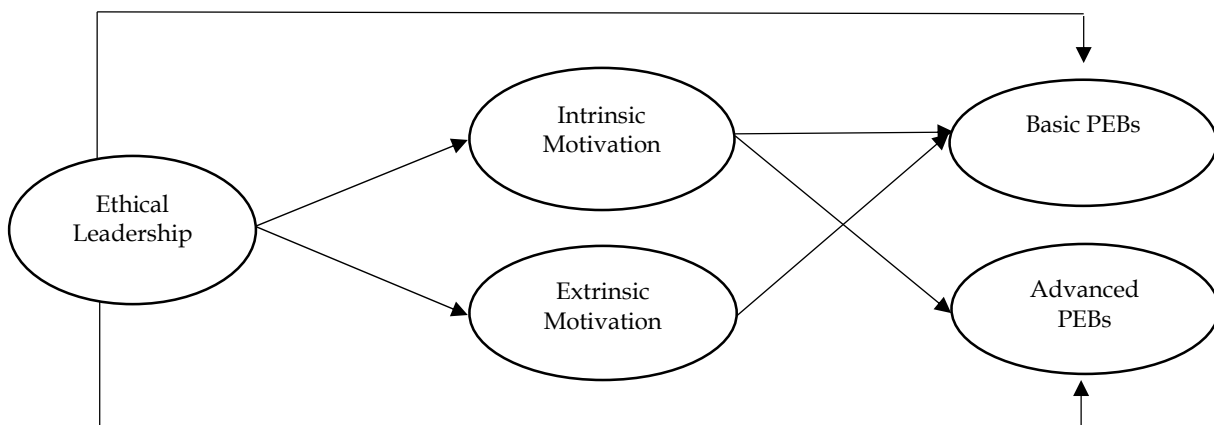 Intrinsic
Motivation
Basic PEBs
Ethical
Leadership
Extrinsic
Motivation
Advanced
PEBs